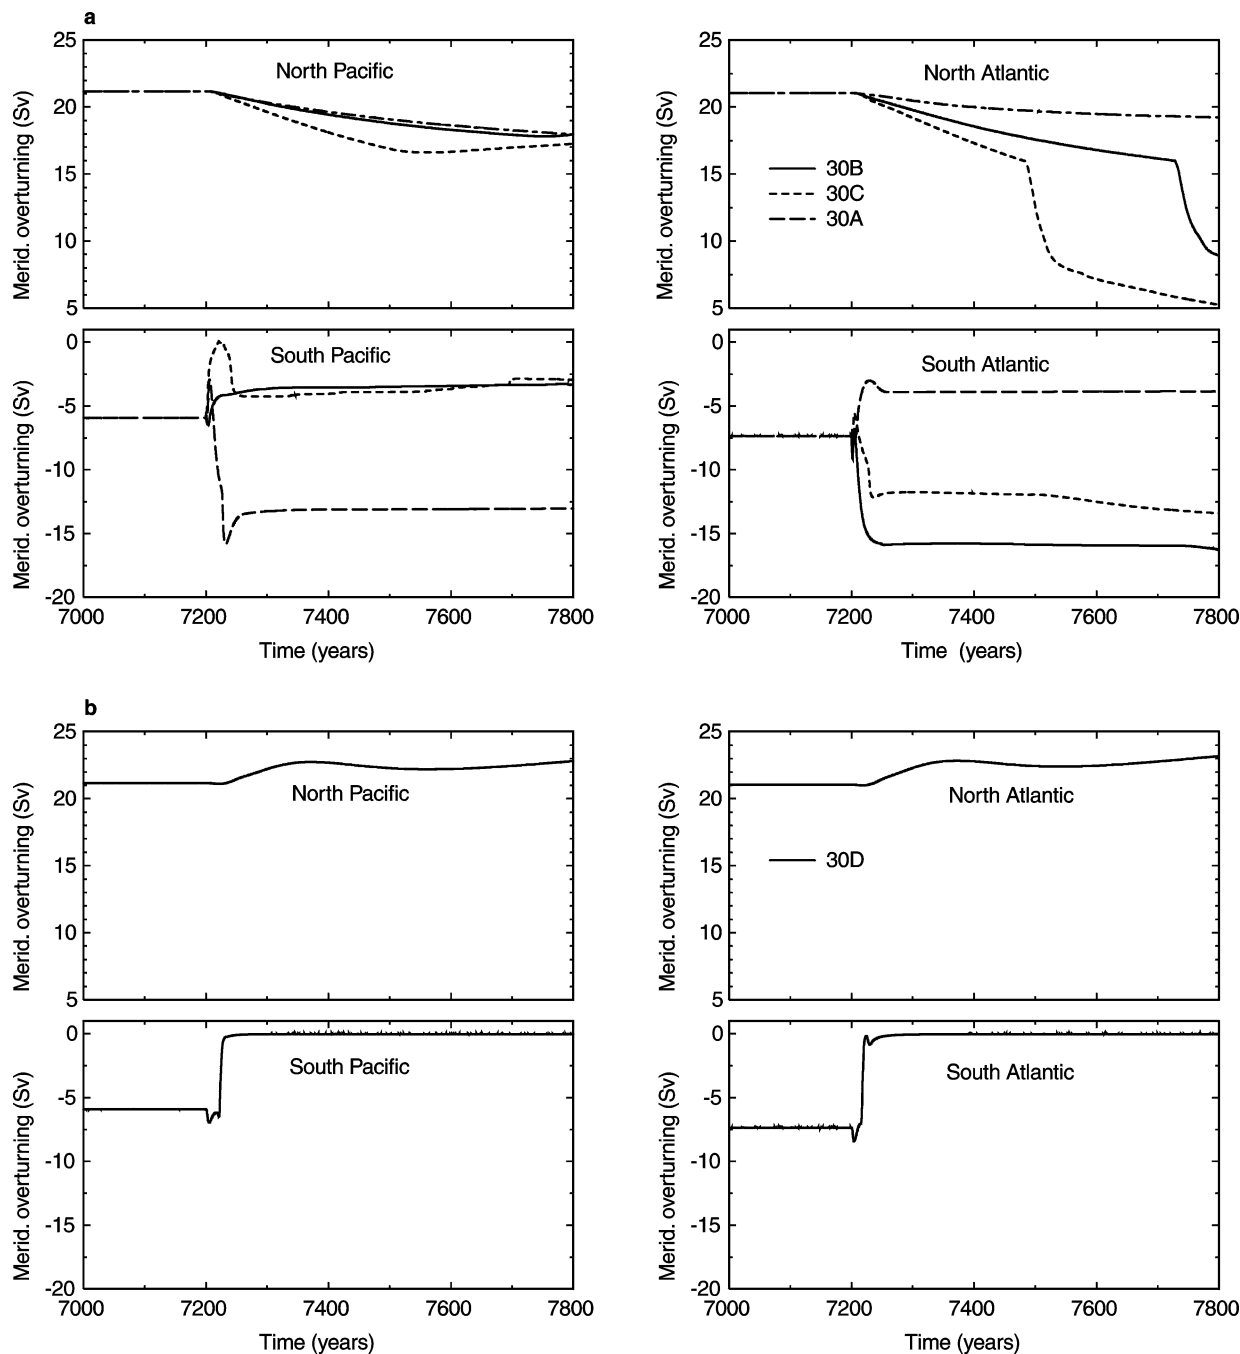 a
25
20
15
10
5
Merid. overturning (Sv)
North Pacific
25
20
15
10
5
Merid. overturning (Sv)
North Atlantic
30B
30C
30A
0
-5
-10
-15
-20
Merid. overturning (Sv)
South Pacific
7000 7200 7400 7600 7800
Time (years)
0
-5
-10
-15
-20
Merid. overturning (Sv)
South Atlantic
7000 7200 7400 7600 7800
Time (years)
b
25
20
15
10
5
Merid. overturning (Sv)
North Pacific
25
20
15
10
5
Merid. overturning (Sv)
North Atlantic
30D
0
-5
-10
-15
-20
Merid. overturning (Sv)
South Pacific
7000 7200 7400 7600 7800
Time (years)
0
-5
-10
-15
-20
Merid. overturning (Sv)
South Atlantic
7000 7200 7400 7600 7800
Time (years)